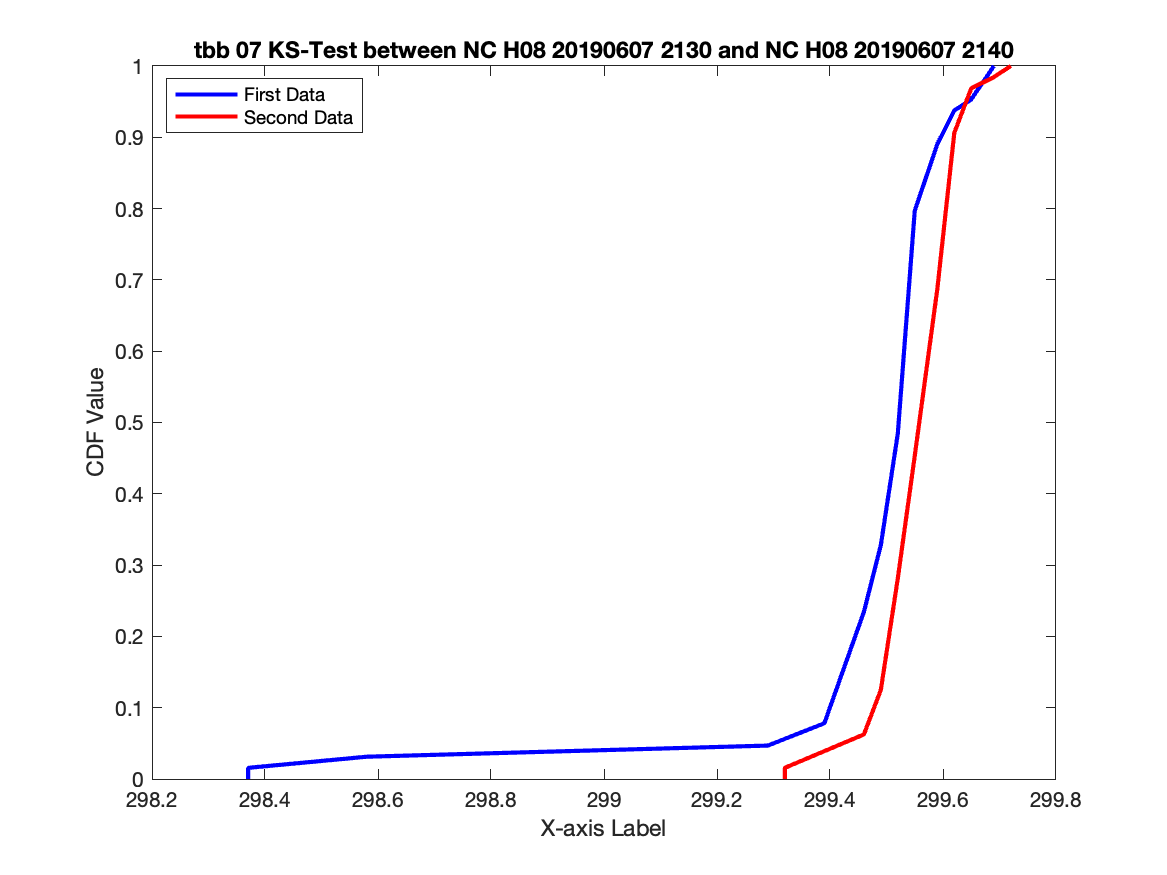 tbb 07 KS-Test between NC H08 20190607 2130 and NC H08 20190607 2140
First Data
Second Data
1
0.9
0.8
0.7
0.6
0.5
0.4
0.3
0.2
0.1
0
CDF Value
298.2 298.4 298.6 298.8 299 299.2 299.4 299.6 299.8
X-axis Label